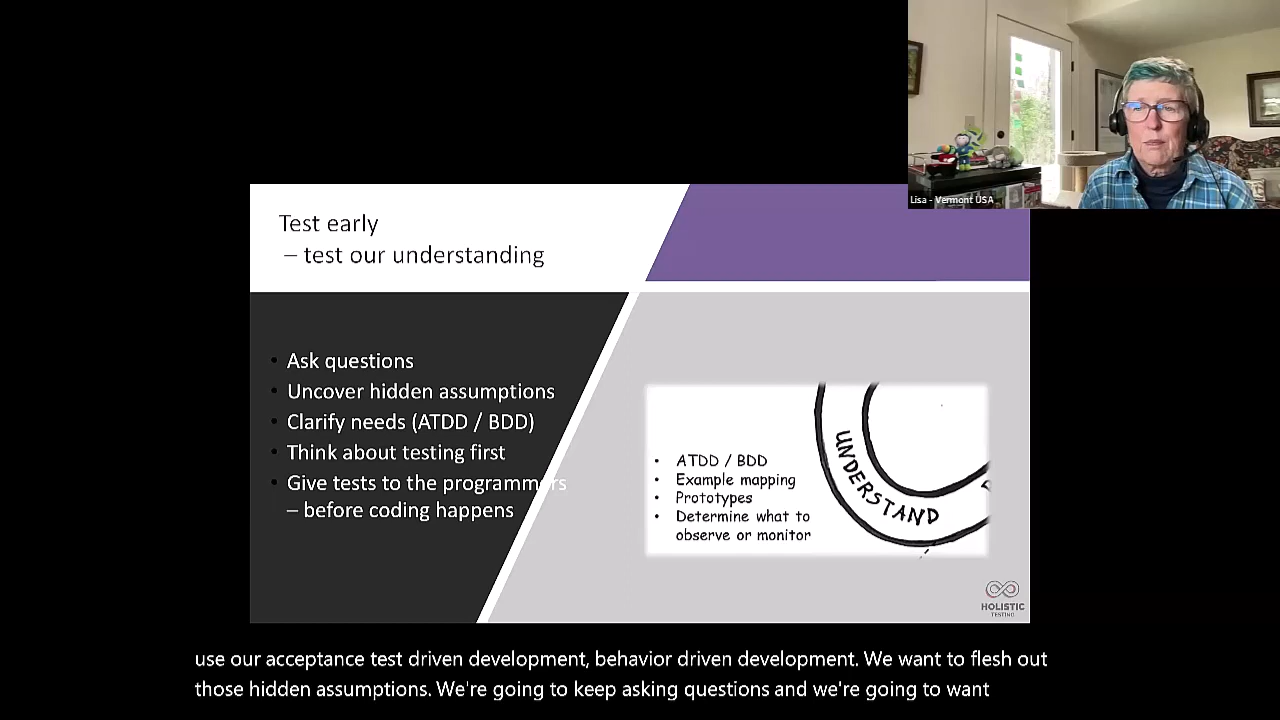 Lisa - Vermont USA
Test early
– test our understanding
• Ask questions
• Uncover hidden assumptions
• Clarify needs (ATDD / BDD)
• Think about testing first
• Give tests to the programmers
– before coding happens
• ATDD / BDD
• Example mapping
• Prototypes
• Determine what to
observe or monitor
UNDERSTAND
HOLISTIC
TESTING
use our acceptance test driven development, behavior driven development. We want to flesh out
those hidden assumptions. We're going to keep asking questions and we're going to want